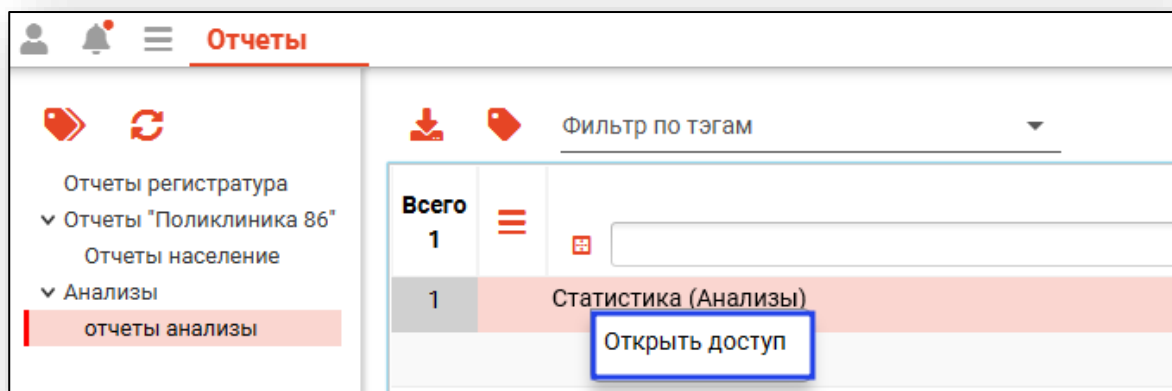 Отчеты
Фильтр по тэгам
Отчеты регистратура
Отчеты "Поликлиника 86"
Отчеты население
Анализы
отчеты анализы
Всего
1
1
Статистика (Анализы)
Открыть доступ